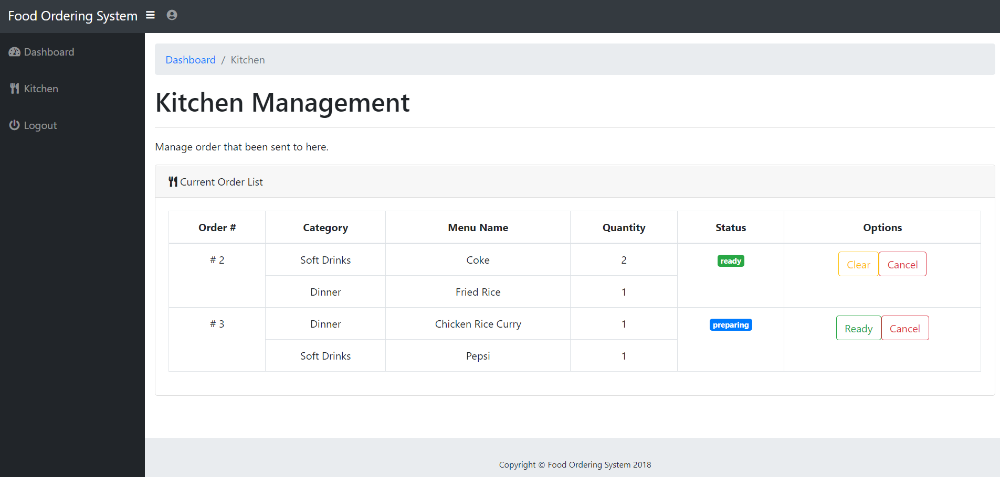 Food Ordering System
Dashboard
Kitchen
Logout
Dashboard / Kitchen
Kitchen Management
Manage order that been sent to here.
Current Order List
Order # Category Menu Name Quantity Status Options
# 2 Soft Drinks Coke 2 ready Clear Cancel
Dinner Fried Rice 1
# 3 Dinner Chicken Rice Curry 1 preparing Ready Cancel
Soft Drinks Pepsi 1
Copyright © Food Ordering System 2018